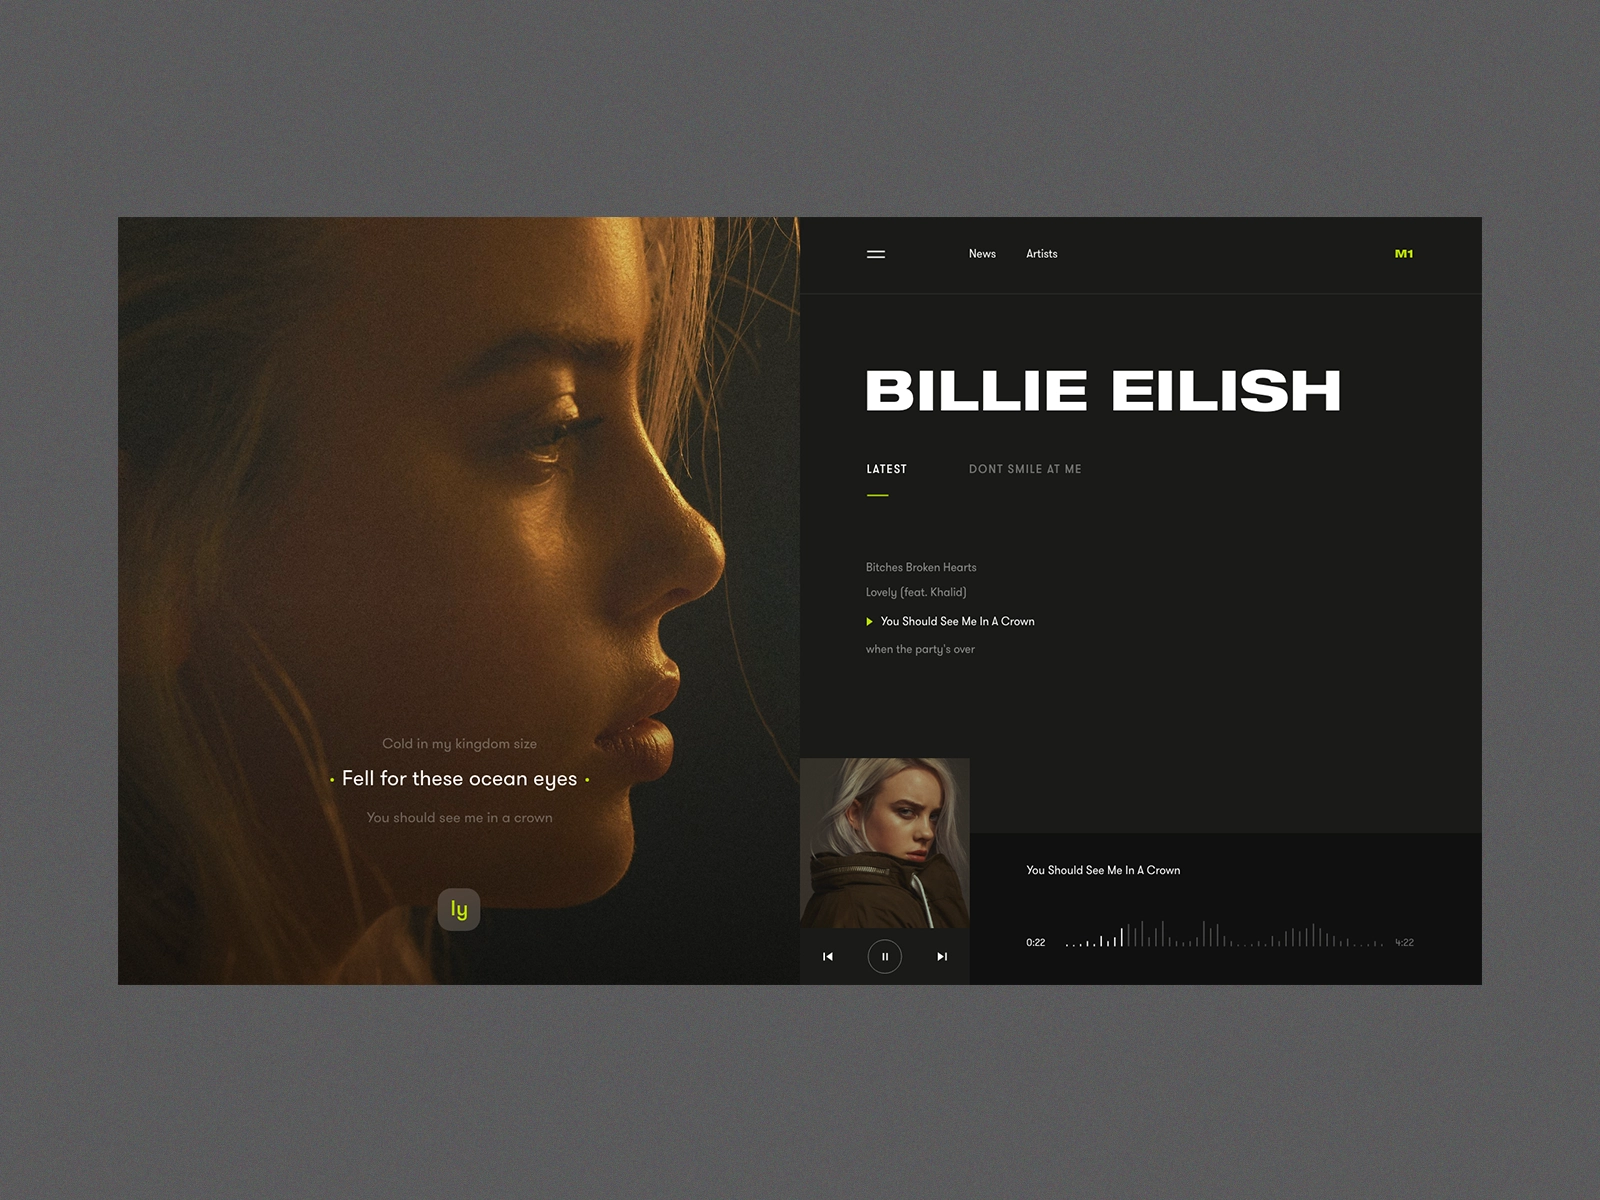 News Artists M1
BILLIE EILISH
LATEST DONT SMILE AT ME
Bitches Broken Hearts
Lovely (feat. Khalid)
You Should See Me In A Crown
when the party's over
Cold in my kingdom size
Fell for these ocean eyes
You should see me in a crown
ly
You Should See Me In A Crown
0:22 4:22